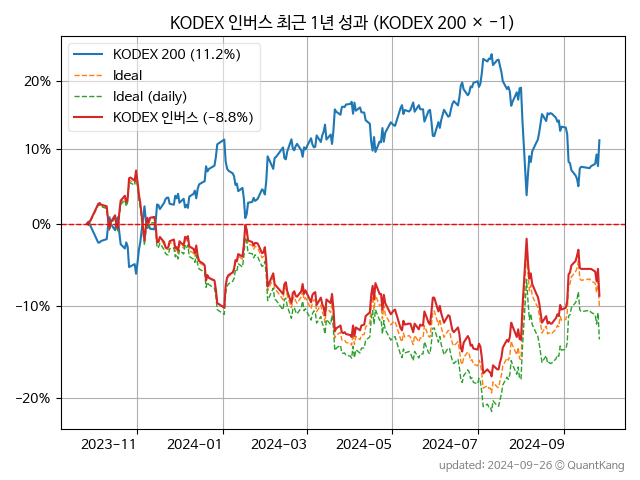 KODEX 인버스 최근 1년 성과 (KODEX 200 × −1)
KODEX 200 (11.2%)
Ideal
Ideal (daily)
KODEX 인버스 (−8.8%)
20%
10%
0%
−10%
−20%
2023-11
2024-01
2024-03
2024-05
2024-07
2024-09
updated: 2024-09-26 © QuantKang